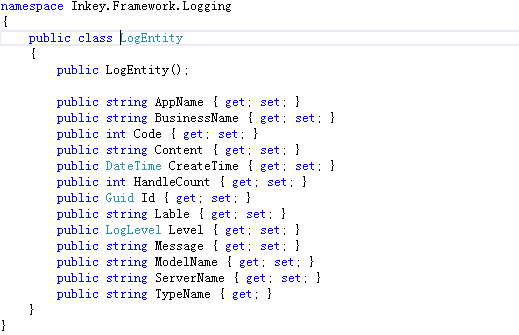 namespace Inkey.Framework.Logging
{
public class LogEntity
{
public LogEntity();
public string AppName { get; set; }
public string BusinessName { get; set; }
public int Code { get; set; }
public string Content { get; set; }
public DateTime CreateTime { get; set; }
public int HandleCount { get; set; }
public Guid Id { get; set; }
public string Lable { get; set; }
public LogLevel Level { get; set; }
public string Message { get; set; }
public string ModelName { get; set; }
public string ServerName { get; set; }
public string TypeName { get; }
}
}